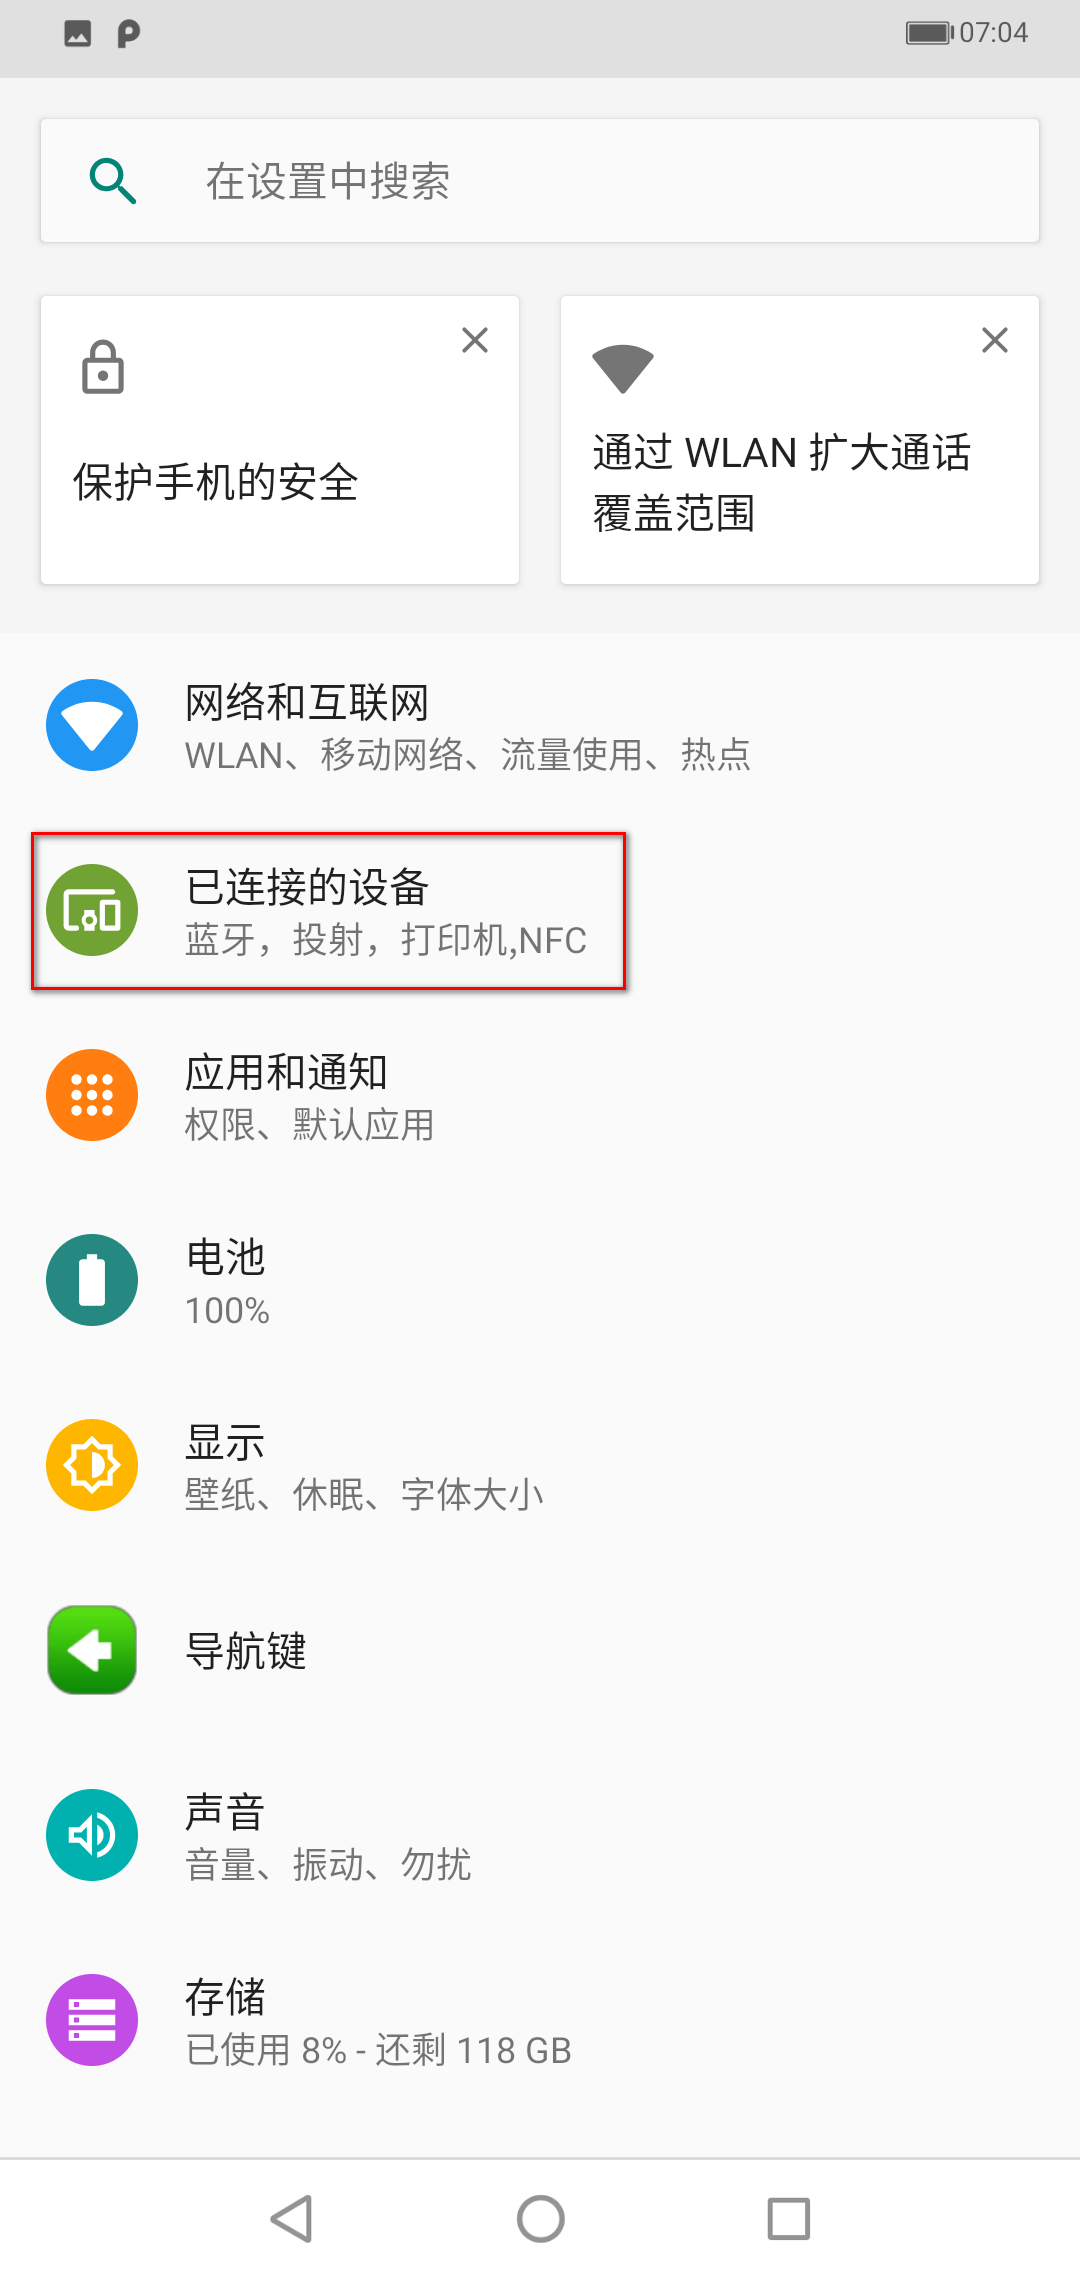 07:04
在设置中搜索
保护手机的安全
通过 WLAN 扩大通话
覆盖范围
网络和互联网
WLAN、移动网络、流量使用、热点
已连接的设备
蓝牙，投射，打印机,NFC
应用和通知
权限、默认应用
电池
100%
显示
壁纸、休眠、字体大小
导航键
声音
音量、振动、勿扰
存储
已使用 8% - 还剩 118 GB